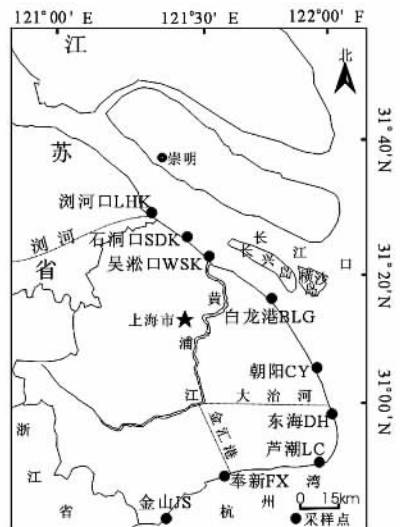 121°00′ E
121°30′ E
122°00′ F
江
北
31°40′
苏
崇明
浏河口LHK
浏河
石洞口SDK
长江口
长兴岛
横沙岛
省
吴淞口WSK
31°20′
黄浦江
上海市
白龙港BLG
朝阳CY
大治河
31°00′
东海DH
金汇港
浙江省
芦潮LC
奉新FX
杭州湾
金山JS
0 15km
采样点